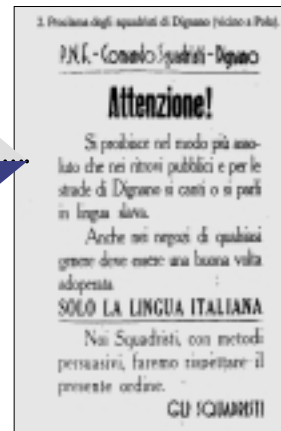 2. Proclama degli squadristi di Dignano (vicino a Pola).
P.N.F. - Comando Squadristi - Dignano
Attenzione!
Si proibisce nel modo più asso-
luto che nei ritrovi pubblici e per le
strade di Dignano si canti o si parli
in lingua slava.
Anche nei negozi di qualsiasi
genere deve essere una buona volta
adoperata
SOLO LA LINGUA ITALIANA
Noi Squadristi, con metodi
persuasivi, faremo rispettare il
presente ordine.
GLI SQUADRISTI